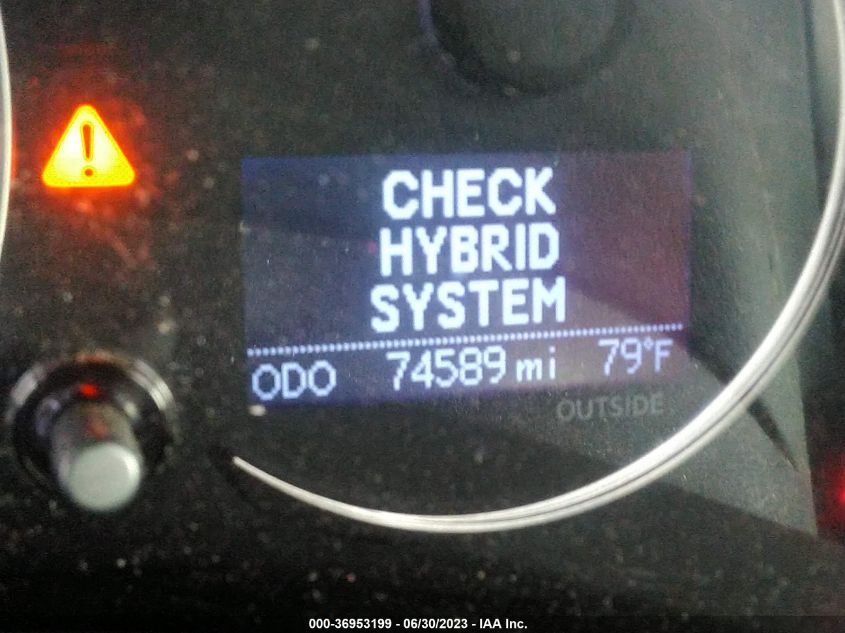 CHECK
HYBRID
SYSTEM
ODO 74589 mi 79°F
OUTSIDE
000-36953199 - 06/30/2023 - IAA Inc.